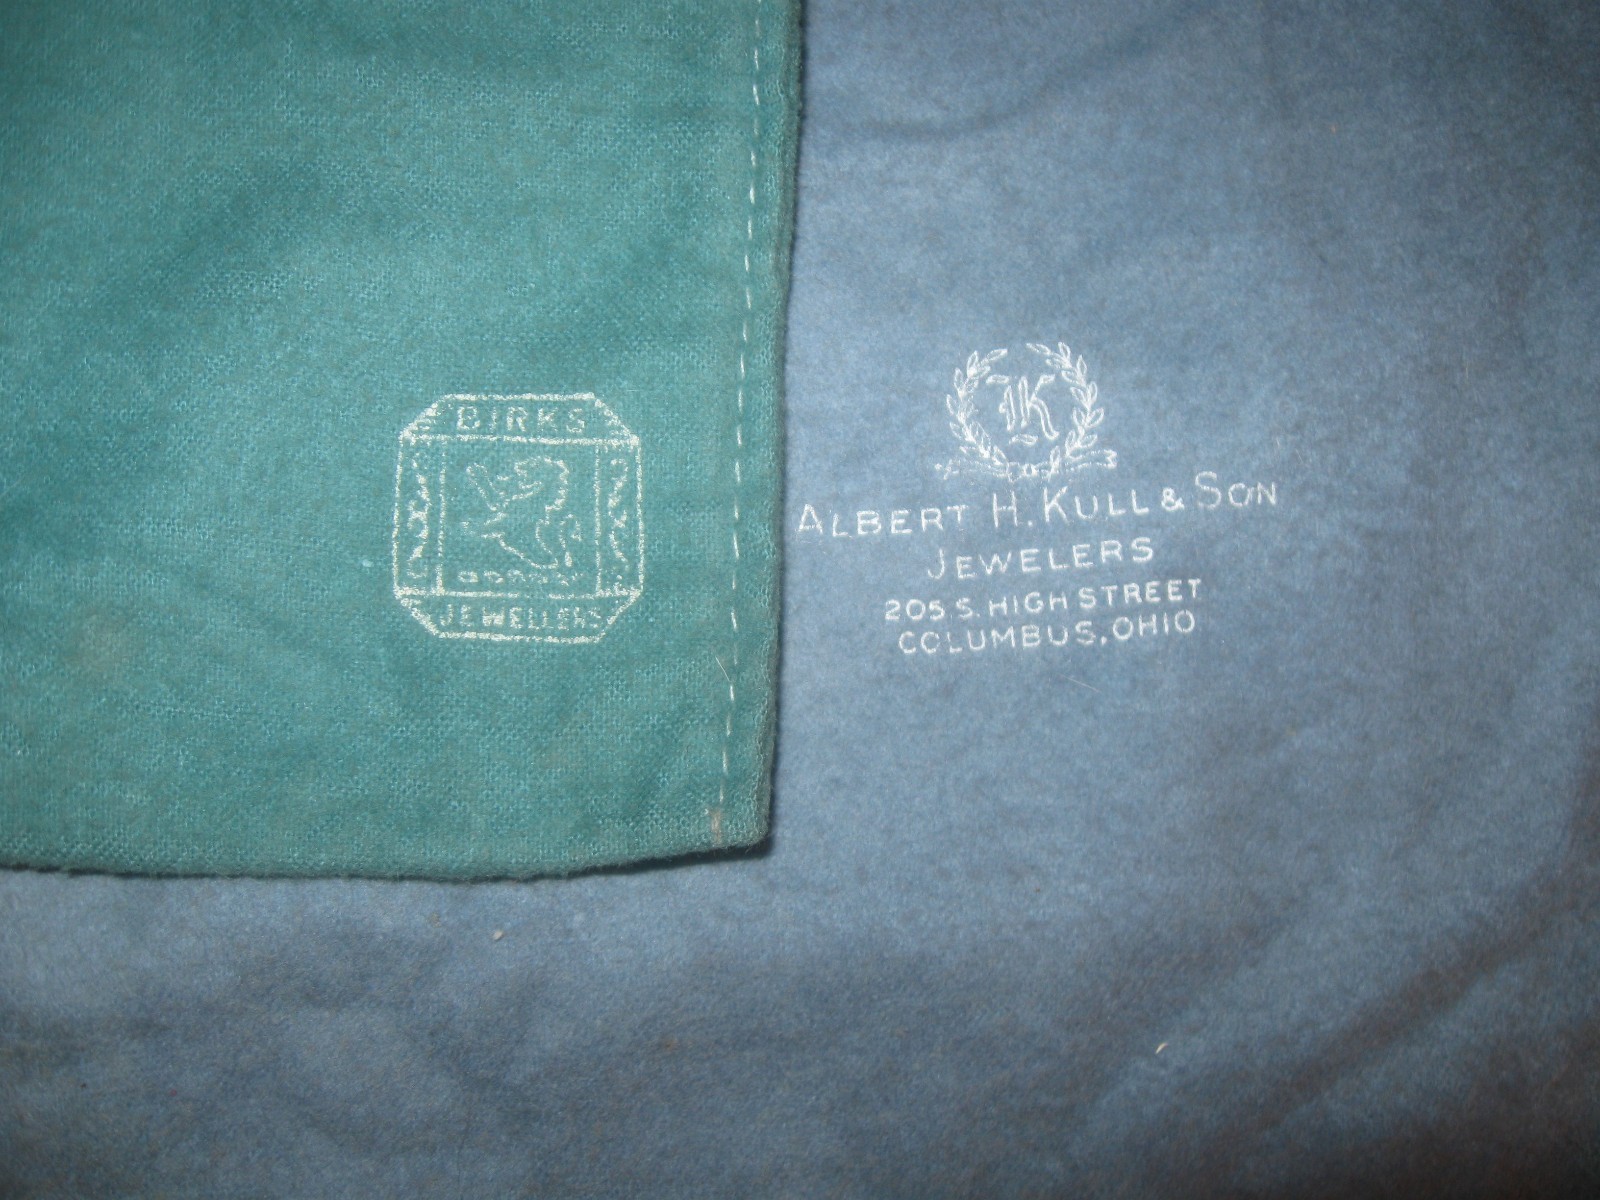 BIRKS
JEWELLERS
K
ALBERT H. KULL & SON
JEWELERS
205 S. HIGH STREET
COLUMBUS, OHIO